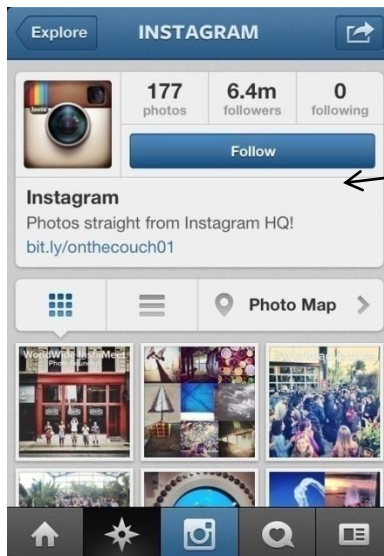 Explore INSTAGRAM
Insta
177 6.4m 0
photos followers following
Follow
Instagram
Photos straight from Instagram HQ!
bit.ly/onthecouch01
Photo Map
WorldWide InstaMeet